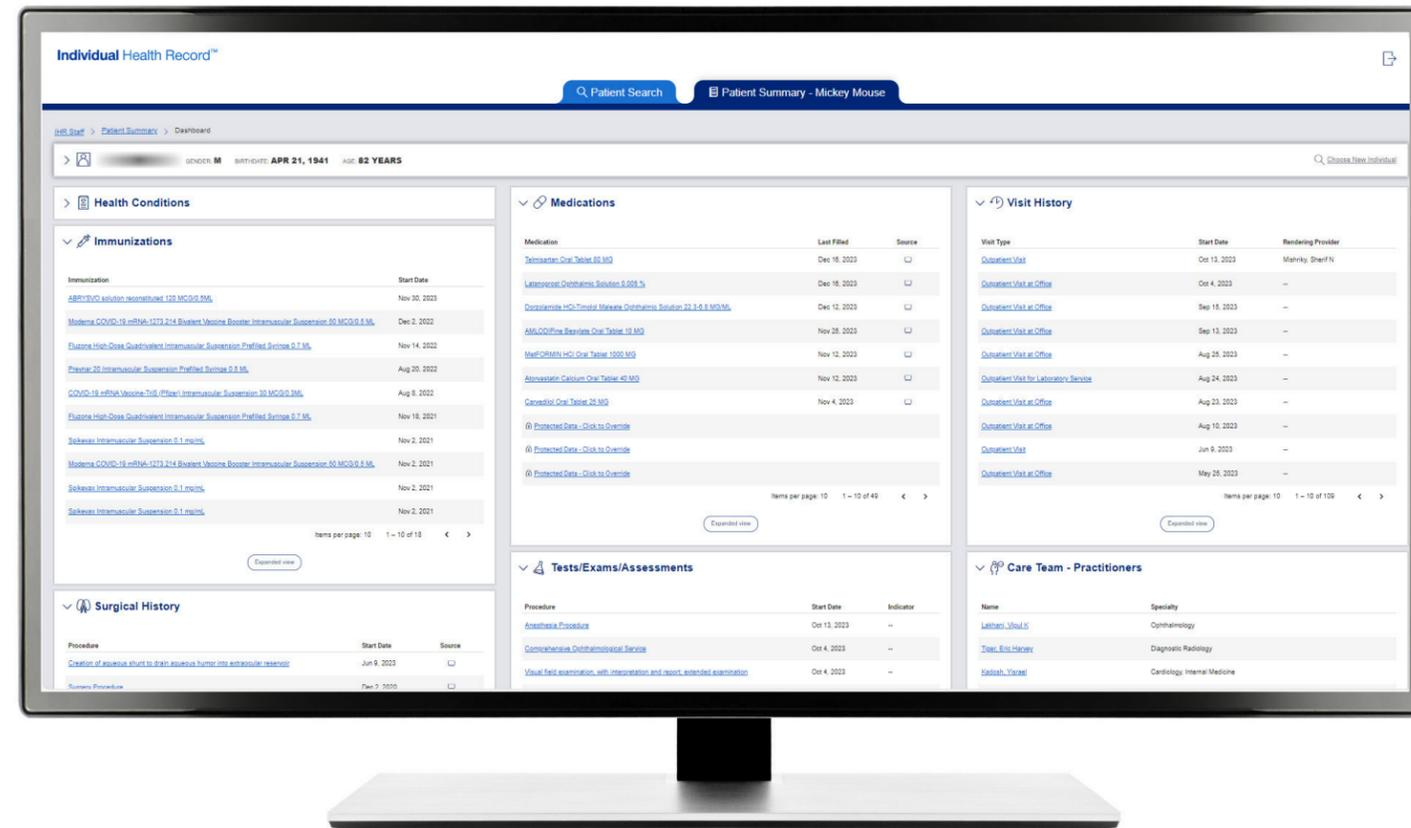 Individual Health Record™
Patient Search
Patient Summary - Mickey Mouse
IHR Staff > Patient Summary > Dashboard
GENDER: M BIRTHDATE: APR 21, 1941 AGE: 82 YEARS
Choose New Individual
Health Conditions
Immunizations
Immunization Start Date
ABRYSVO solution reconstituted 120 MCG/0.5ML Nov 30, 2023
Moderna COVID-19 mRNA-1273.214 Bivalent Vaccine Booster Intramuscular Suspension 50 MCG/0.5 ML Dec 2, 2022
Fluzone High-Dose Quadrivalent Intramuscular Suspension Prefilled Syringe 0.7 ML Nov 14, 2022
Prevnar 20 Intramuscular Suspension Prefilled Syringe 0.5 ML Aug 20, 2022
COVID-19 mRNA Vaccine-TriS (Pfizer) Intramuscular Suspension 30 MCG/0.3ML Aug 8, 2022
Fluzone High-Dose Quadrivalent Intramuscular Suspension Prefilled Syringe 0.7 ML Nov 18, 2021
Spikevax Intramuscular Suspension 0.1 mg/mL Nov 2, 2021
Moderna COVID-19 mRNA-1273.214 Bivalent Vaccine Booster Intramuscular Suspension 50 MCG/0.5 ML Nov 2, 2021
Spikevax Intramuscular Suspension 0.1 mg/mL Nov 2, 2021
Spikevax Intramuscular Suspension 0.1 mg/mL Nov 2, 2021
Items per page: 10 1 – 10 of 18
Expanded view
Surgical History
Procedure Start Date Source
Creation of aqueous shunt to drain aqueous humor into extraocular reservoir Jun 9, 2023
Surgery Procedure Dec 2, 2020
Medications
Medication Last Filled Source
Telmisartan Oral Tablet 80 MG Dec 16, 2023
Latanoprost Ophthalmic Solution 0.005 % Dec 16, 2023
Dorzolamide HCl-Timolol Maleate Ophthalmic Solution 22.3-6.8 MG/ML Dec 12, 2023
AMLODIPine Besylate Oral Tablet 10 MG Nov 28, 2023
MetFORMIN HCl Oral Tablet 1000 MG Nov 12, 2023
Atorvastatin Calcium Oral Tablet 40 MG Nov 12, 2023
Carvedilol Oral Tablet 25 MG Nov 4, 2023
Protected Data - Click to Override
Protected Data - Click to Override
Protected Data - Click to Override
Items per page: 10 1 – 10 of 49
Expanded view
Tests/Exams/Assessments
Procedure Start Date Indicator
Anesthesia Procedure Oct 13, 2023 --
Comprehensive Ophthalmological Service Oct 4, 2023 --
Visual field examination, with interpretation and report; extended examination Oct 4, 2023 --
Visit History
Visit Type Start Date Rendering Provider
Outpatient Visit Oct 13, 2023 Mishriky, Sherif N
Outpatient Visit at Office Oct 4, 2023 --
Outpatient Visit at Office Sep 15, 2023 --
Outpatient Visit at Office Sep 13, 2023 --
Outpatient Visit at Office Aug 25, 2023 --
Outpatient Visit for Laboratory Service Aug 24, 2023 --
Outpatient Visit at Office Aug 23, 2023 --
Outpatient Visit at Office Aug 10, 2023 --
Outpatient Visit Jun 9, 2023 --
Outpatient Visit at Office May 26, 2023 --
Items per page: 10 1 – 10 of 109
Expanded view
Care Team - Practitioners
Name Specialty
Lakhani, Vipul K Ophthalmology
Tiger, Eric Harvey Diagnostic Radiology
Kadosh, Yisrael Cardiology, Internal Medicine